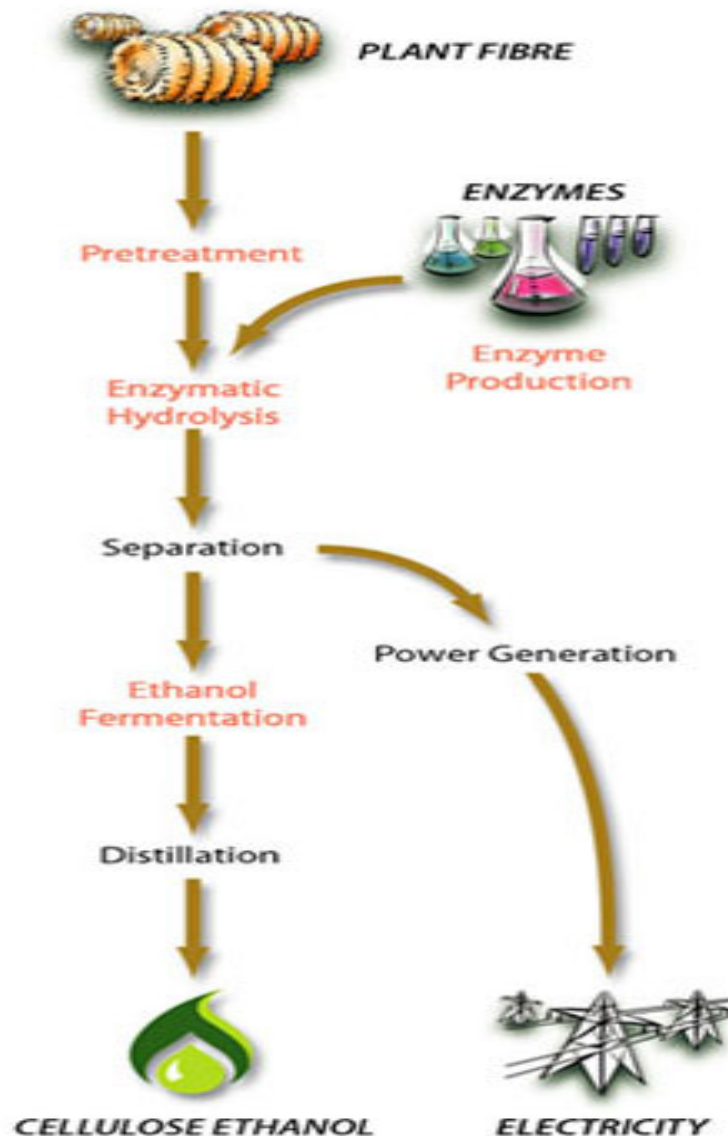 PLANT FIBRE
ENZYMES
Pretreatment
Enzyme
Production
Enzymatic
Hydrolysis
Separation
Power Generation
Ethanol
Fermentation
Distillation
CELLULOSE ETHANOL
ELECTRICITY